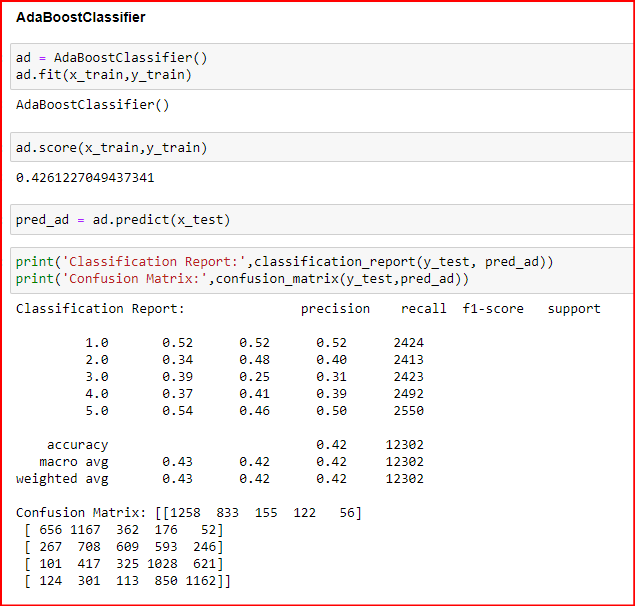 AdaBoostClassifier
ad = AdaBoostClassifier()
ad.fit(x_train,y_train)
AdaBoostClassifier()
ad.score(x_train,y_train)
0.4261227049437341
pred_ad = ad.predict(x_test)
print('Classification Report:',classification_report(y_test, pred_ad))
print('Confusion Matrix:',confusion_matrix(y_test,pred_ad))
Classification Report:               precision    recall  f1-score   support
1.0       0.52      0.52      0.52      2424
2.0       0.34      0.48      0.40      2413
3.0       0.39      0.25      0.31      2423
4.0       0.37      0.41      0.39      2492
5.0       0.54      0.46      0.50      2550
accuracy                           0.42     12302
macro avg       0.43      0.42      0.42     12302
weighted avg       0.43      0.42      0.42     12302
Confusion Matrix: [[1258  833  155  122   56]
[ 656 1167  362  176   52]
[ 267  708  609  593  246]
[ 101  417  325 1028  621]
[ 124  301  113  850 1162]]